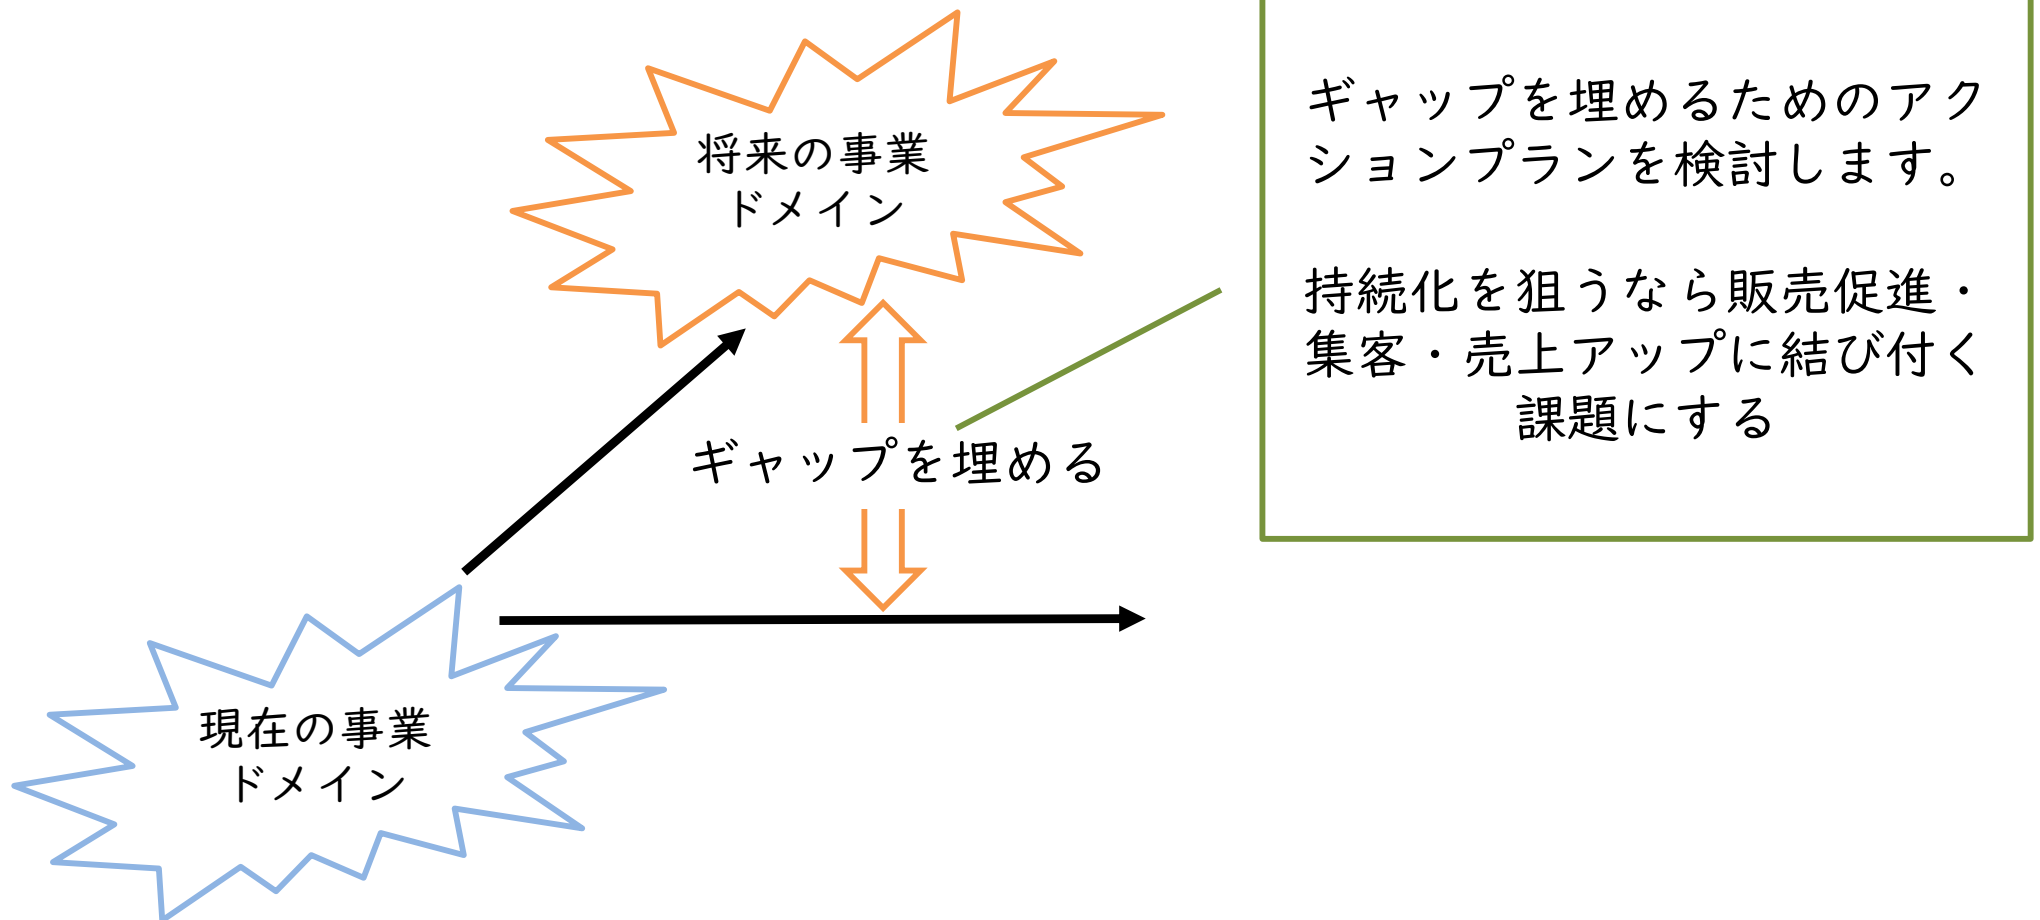 将来の事業
ドメイン
ギャップを埋めるためのアク
ションプランを検討します。
持続化を狙うなら販売促進・
集客・売上アップに結び付く
課題にする
ギャップを埋める
現在の事業
ドメイン